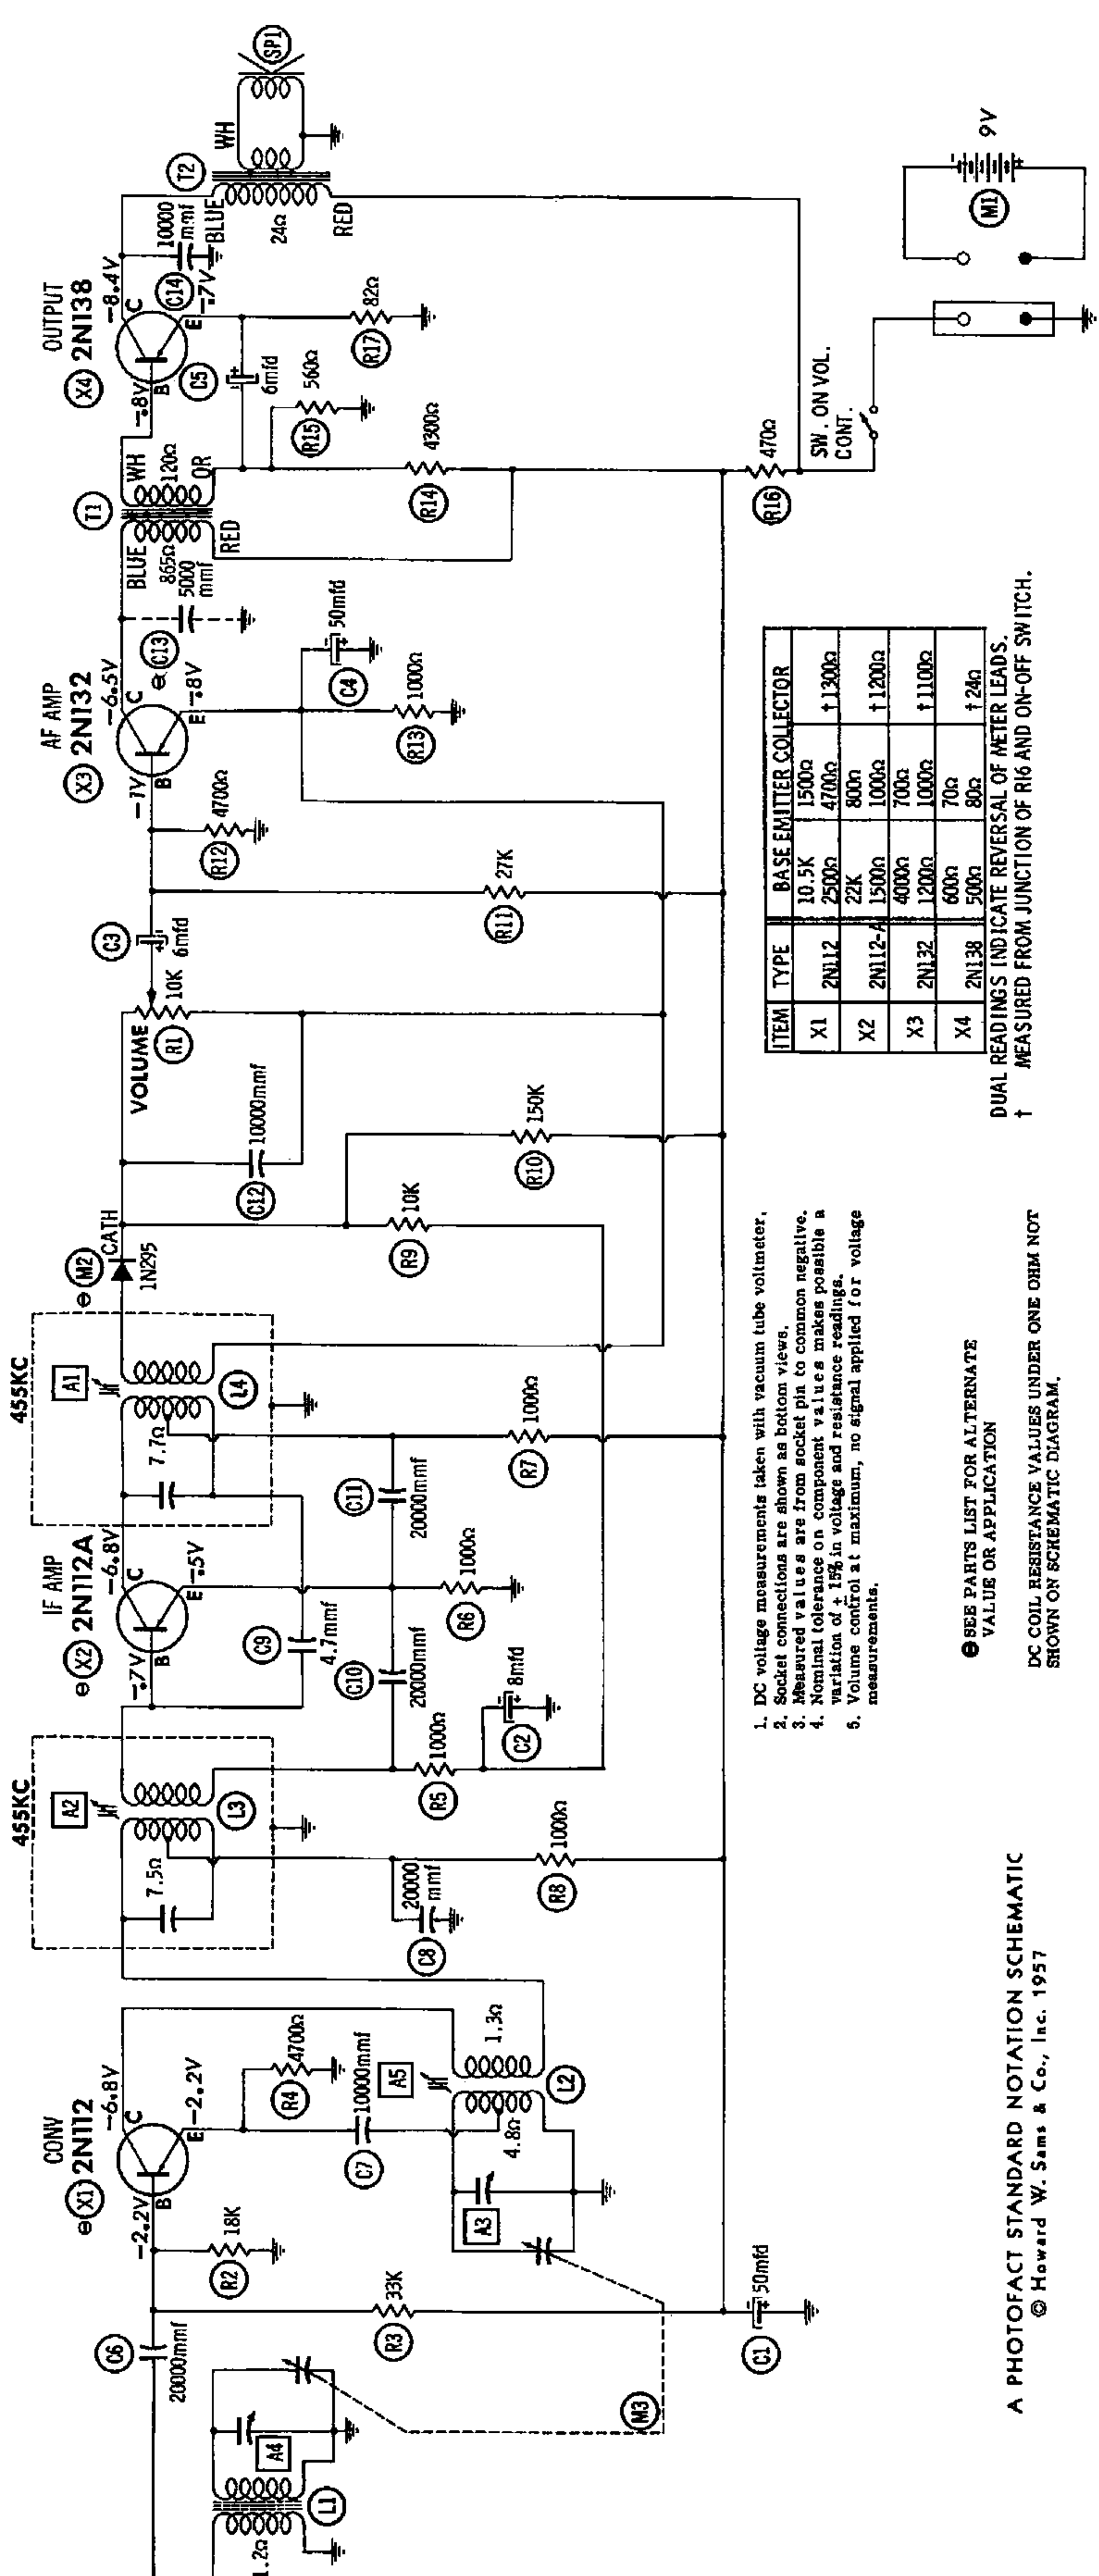 455KC
455KC
CONV
⊖ X1 2N112
IF AMP
⊖ X2 2N112A
AF AMP
X3 2N132
OUTPUT
X4 2N138
1.2Ω
L1
A4
M3
C6
20000mmf
-2.2V
B
C
-6.8V
E
-2.2V
R2
18K
R3
33K
C1
50mfd
R4
4700Ω
C7
10000mmf
A5
A3
4.8Ω
1.3Ω
L2
A2
7.5Ω
L3
C8
20000
mmf
R8
1000Ω
R5
1000Ω
C2
8mfd
-.7V
B
C
-6.8V
E
-.5V
C9
4.7mmf
C10
20000mmf
R6
1000Ω
C11
20000mmf
R7
1000Ω
A1
7.7Ω
L4
⊖ M2
CATH
1N295
R9
10K
C12
10000mmf
R10
150K
VOLUME
R1
10K
C3
6mfd
R11
27K
R12
4700Ω
-1V
B
C
-6.5V
E
-.8V
⊖ C13
5000
mmf
R13
1000Ω
C4
50mfd
T1
BLUE
865Ω
RED
WH
120Ω
OR
R14
4300Ω
R15
560Ω
C5
6mfd
-.8V
B
C
-8.4V
E
-.7V
R17
82Ω
C14
10000
mmf
T2
BLUE
24Ω
RED
WH
SP1
R16
470Ω
SW. ON VOL.
CONT.
M1
9V
ITEM TYPE BASE EMITTER COLLECTOR
X1 2N112 10.5K 1500Ω
2500Ω 4700Ω †1300Ω
X2 2N112-A 22K 800Ω
1500Ω 1000Ω †1200Ω
X3 2N132 4000Ω 700Ω
1200Ω 1000Ω †1100Ω
X4 2N138 600Ω 70Ω
500Ω 80Ω †24Ω
DUAL READINGS INDICATE REVERSAL OF METER LEADS.
† MEASURED FROM JUNCTION OF R16 AND ON-OFF SWITCH.
1. DC voltage measurements taken with vacuum tube voltmeter.
2. Socket connections are shown as bottom views.
3. Measured values are from socket pin to common negative.
4. Nominal tolerance on component values makes possible a
variation of ± 15% in voltage and resistance readings.
5. Volume control at maximum, no signal applied for voltage
measurements.
⊖ SEE PARTS LIST FOR ALTERNATE
VALUE OR APPLICATION
DC COIL RESISTANCE VALUES UNDER ONE OHM NOT
SHOWN ON SCHEMATIC DIAGRAM.
A PHOTOFACT STANDARD NOTATION SCHEMATIC
© Howard W. Sams & Co., Inc. 1957